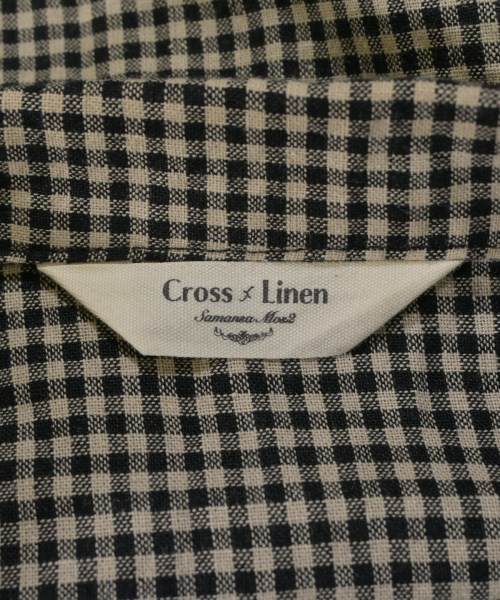 Cross × Linen
Samansa Mos2